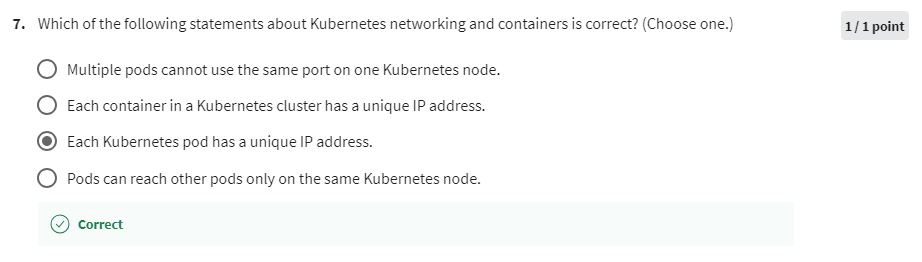 7. Which of the following statements about Kubernetes networking and containers is correct? (Choose one.)
1 / 1 point
Multiple pods cannot use the same port on one Kubernetes node.
Each container in a Kubernetes cluster has a unique IP address.
Each Kubernetes pod has a unique IP address.
Pods can reach other pods only on the same Kubernetes node.
Correct